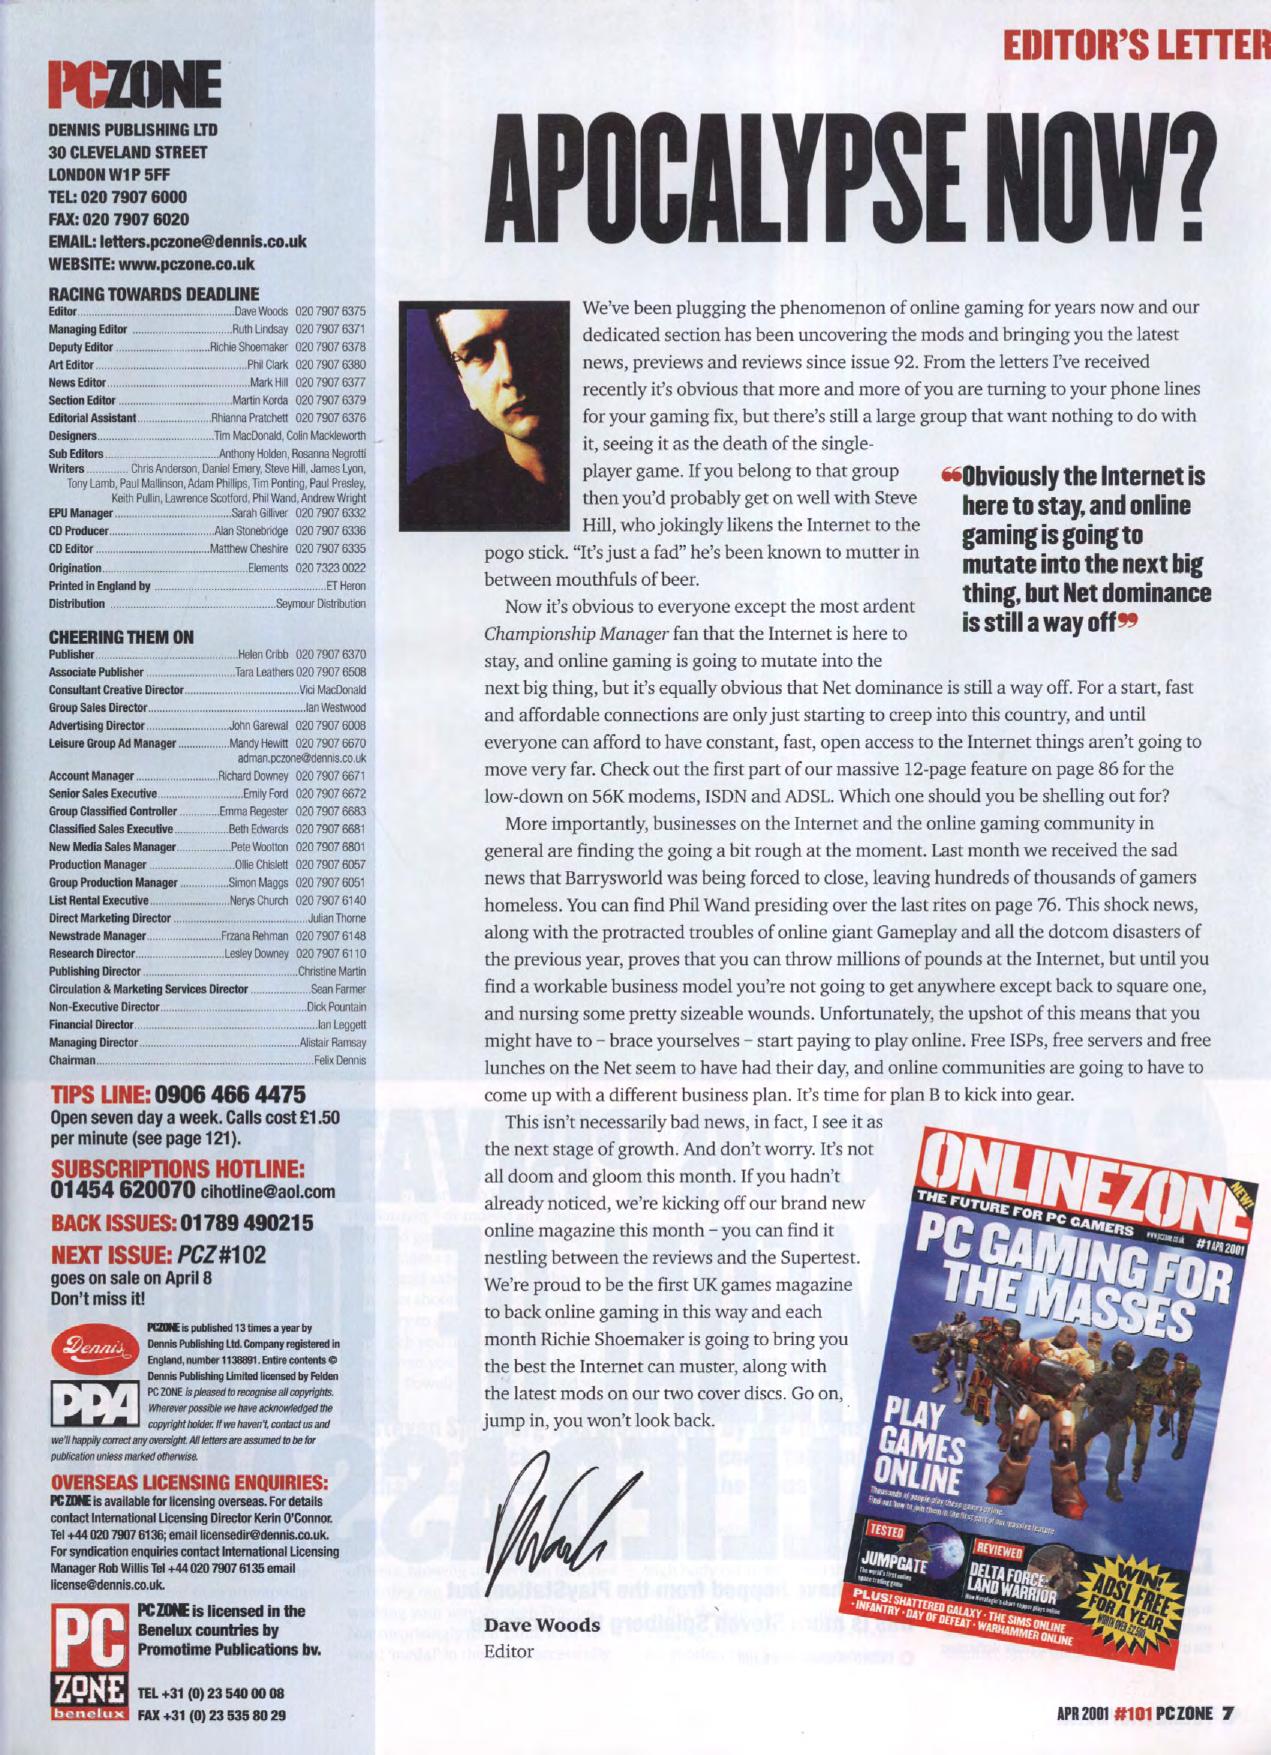 EDITOR'S LETTER
PCZONE
DENNIS PUBLISHING LTD
30 CLEVELAND STREET
LONDON W1P 5FF
TEL: 020 7907 6000
FAX: 020 7907 6020
EMAIL: letters.pczone@dennis.co.uk
WEBSITE: www.pczone.co.uk
RACING TOWARDS DEADLINE
Editor Dave Woods 020 7907 6375
Managing Editor Ruth Lindsay 020 7907 6371
Deputy Editor Richie Shoemaker 020 7907 6378
Art Editor Phil Clark 020 7907 6380
News Editor Mark Hill 020 7907 6377
Section Editor Martin Korda 020 7907 6379
Editorial Assistant Rhianna Pratchett 020 7907 6376
Designers Tim MacDonald, Colin Mackleworth
Sub Editors Anthony Holden, Rosanna Negrotti
Writers Chris Anderson, Daniel Emery, Steve Hill, James Lyon,
Tony Lamb, Paul Mallinson, Adam Phillips, Tim Ponting, Paul Presley,
Keith Pullin, Lawrence Scotford, Phil Wand, Andrew Wright
EPU Manager Sarah Gilliver 020 7907 6332
CD Producer Alan Stonebridge 020 7907 6336
CD Editor Matthew Cheshire 020 7907 6335
Origination Elements 020 7323 0022
Printed in England by ET Heron
Distribution Seymour Distribution
CHEERING THEM ON
Publisher Helen Cribb 020 7907 6370
Associate Publisher Tara Leathers 020 7907 6508
Consultant Creative Director Vici MacDonald
Group Sales Director Ian Westwood
Advertising Director John Garewal 020 7907 6008
Leisure Group Ad Manager Mandy Hewitt 020 7907 6670
adman.pczone@dennis.co.uk
Account Manager Richard Downey 020 7907 6671
Senior Sales Executive Emily Ford 020 7907 6672
Group Classified Controller Emma Regester 020 7907 6683
Classified Sales Executive Beth Edwards 020 7907 6681
New Media Sales Manager Pete Wootton 020 7907 6801
Production Manager Ollie Chislett 020 7907 6057
Group Production Manager Simon Maggs 020 7907 6051
List Rental Executive Nerys Church 020 7907 6140
Direct Marketing Director Julian Thorne
Newstrade Manager Frzana Rehman 020 7907 6148
Research Director Lesley Downey 020 7907 6110
Publishing Director Christine Martin
Circulation & Marketing Services Director Sean Farmer
Non-Executive Director Dick Pountain
Financial Director Ian Leggett
Managing Director Alistair Ramsay
Chairman Felix Dennis
TIPS LINE: 0906 466 4475
Open seven day a week. Calls cost £1.50
per minute (see page 121).
SUBSCRIPTIONS HOTLINE:
01454 620070 cihotline@aol.com
BACK ISSUES: 01789 490215
NEXT ISSUE: PCZ #102
goes on sale on April 8
Don't miss it!
Dennis
PPA
PCZONE is published 13 times a year by
Dennis Publishing Ltd. Company registered in
England, number 1138891. Entire contents ©
Dennis Publishing Limited licensed by Felden
PC ZONE is pleased to recognise all copyrights.
Wherever possible we have acknowledged the
copyright holder. If we haven't, contact us and
we'll happily correct any oversight. All letters are assumed to be for
publication unless marked otherwise.
OVERSEAS LICENSING ENQUIRIES:
PC ZONE is available for licensing overseas. For details
contact International Licensing Director Kerin O'Connor.
Tel +44 020 7907 6136; email licensedir@dennis.co.uk.
For syndication enquiries contact International Licensing
Manager Rob Willis Tel +44 020 7907 6135 email
license@dennis.co.uk.
PC
ZONE
benelux
PC ZONE is licensed in the
Benelux countries by
Promotime Publications bv.
TEL +31 (0) 23 540 00 08
FAX +31 (0) 23 535 80 29
APOCALYPSE NOW?
We've been plugging the phenomenon of online gaming for years now and our
dedicated section has been uncovering the mods and bringing you the latest
news, previews and reviews since issue 92. From the letters I've received
recently it's obvious that more and more of you are turning to your phone lines
for your gaming fix, but there's still a large group that want nothing to do with
it, seeing it as the death of the single-
player game. If you belong to that group
then you'd probably get on well with Steve
Hill, who jokingly likens the Internet to the
pogo stick. "It's just a fad" he's been known to mutter in
between mouthfuls of beer.
Now it's obvious to everyone except the most ardent
Championship Manager fan that the Internet is here to
stay, and online gaming is going to mutate into the
next big thing, but it's equally obvious that Net dominance is still a way off. For a start, fast
and affordable connections are only just starting to creep into this country, and until
everyone can afford to have constant, fast, open access to the Internet things aren't going to
move very far. Check out the first part of our massive 12-page feature on page 86 for the
low-down on 56K modems, ISDN and ADSL. Which one should you be shelling out for?
More importantly, businesses on the Internet and the online gaming community in
general are finding the going a bit rough at the moment. Last month we received the sad
news that Barrysworld was being forced to close, leaving hundreds of thousands of gamers
homeless. You can find Phil Wand presiding over the last rites on page 76. This shock news,
along with the protracted troubles of online giant Gameplay and all the dotcom disasters of
the previous year, proves that you can throw millions of pounds at the Internet, but until you
find a workable business model you're not going to get anywhere except back to square one,
and nursing some pretty sizeable wounds. Unfortunately, the upshot of this means that you
might have to – brace yourselves – start paying to play online. Free ISPs, free servers and free
lunches on the Net seem to have had their day, and online communities are going to have to
come up with a different business plan. It's time for plan B to kick into gear.
This isn't necessarily bad news, in fact, I see it as
the next stage of growth. And don't worry. It's not
all doom and gloom this month. If you hadn't
already noticed, we're kicking off our brand new
online magazine this month – you can find it
nestling between the reviews and the Supertest.
We're proud to be the first UK games magazine
to back online gaming in this way and each
month Richie Shoemaker is going to bring you
the best the Internet can muster, along with
the latest mods on our two cover discs. Go on,
jump in, you won't look back.
Dave Woods
Editor
“Obviously the Internet is
here to stay, and online
gaming is going to
mutate into the next big
thing, but Net dominance
is still a way off”
ONLINEZONE
NEW!
THE FUTURE FOR PC GAMERS
www.pczone.co.uk
#1 APR 2001
PC GAMING FOR
THE MASSES
PLAY
GAMES
ONLINE
Thousands of people play these games online.
Find out how to join them in the first part of our massive feature
TESTED
JUMPGATE
The world's first online
space trading game
REVIEWED
DELTA FORCE:
LAND WARRIOR
PLUS! SHATTERED GALAXY · THE SIMS ONLINE
· INFANTRY · DAY OF DEFEAT · WARHAMMER ONLINE
WIN!
ADSL FREE
FOR A YEAR
APR 2001 #101 PC ZONE 7